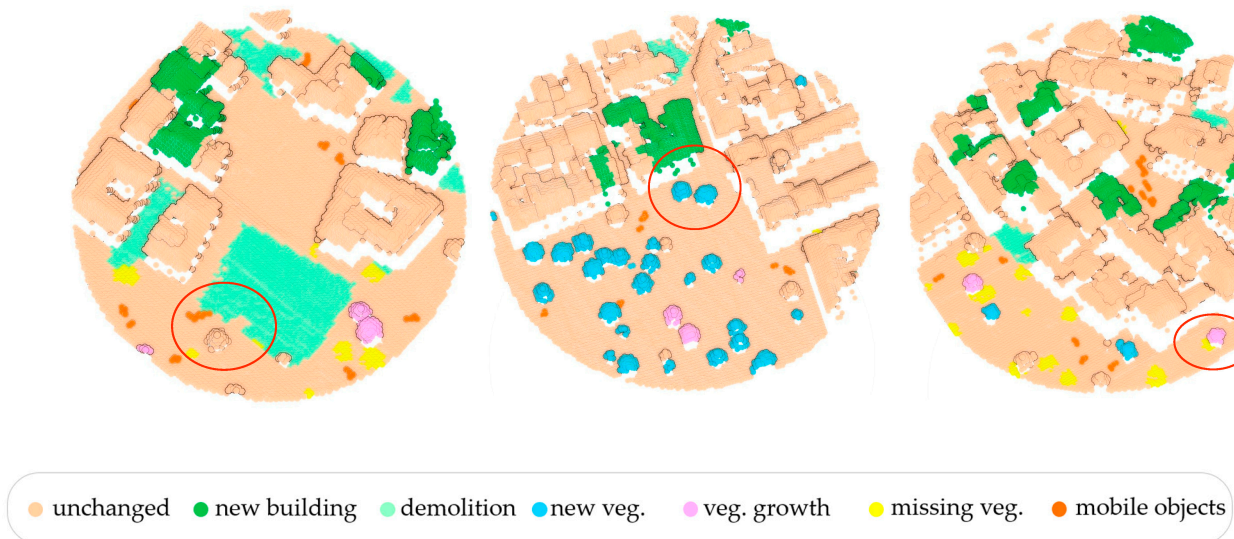 unchanged new building demolition new veg. veg. growth missing veg. mobile objects